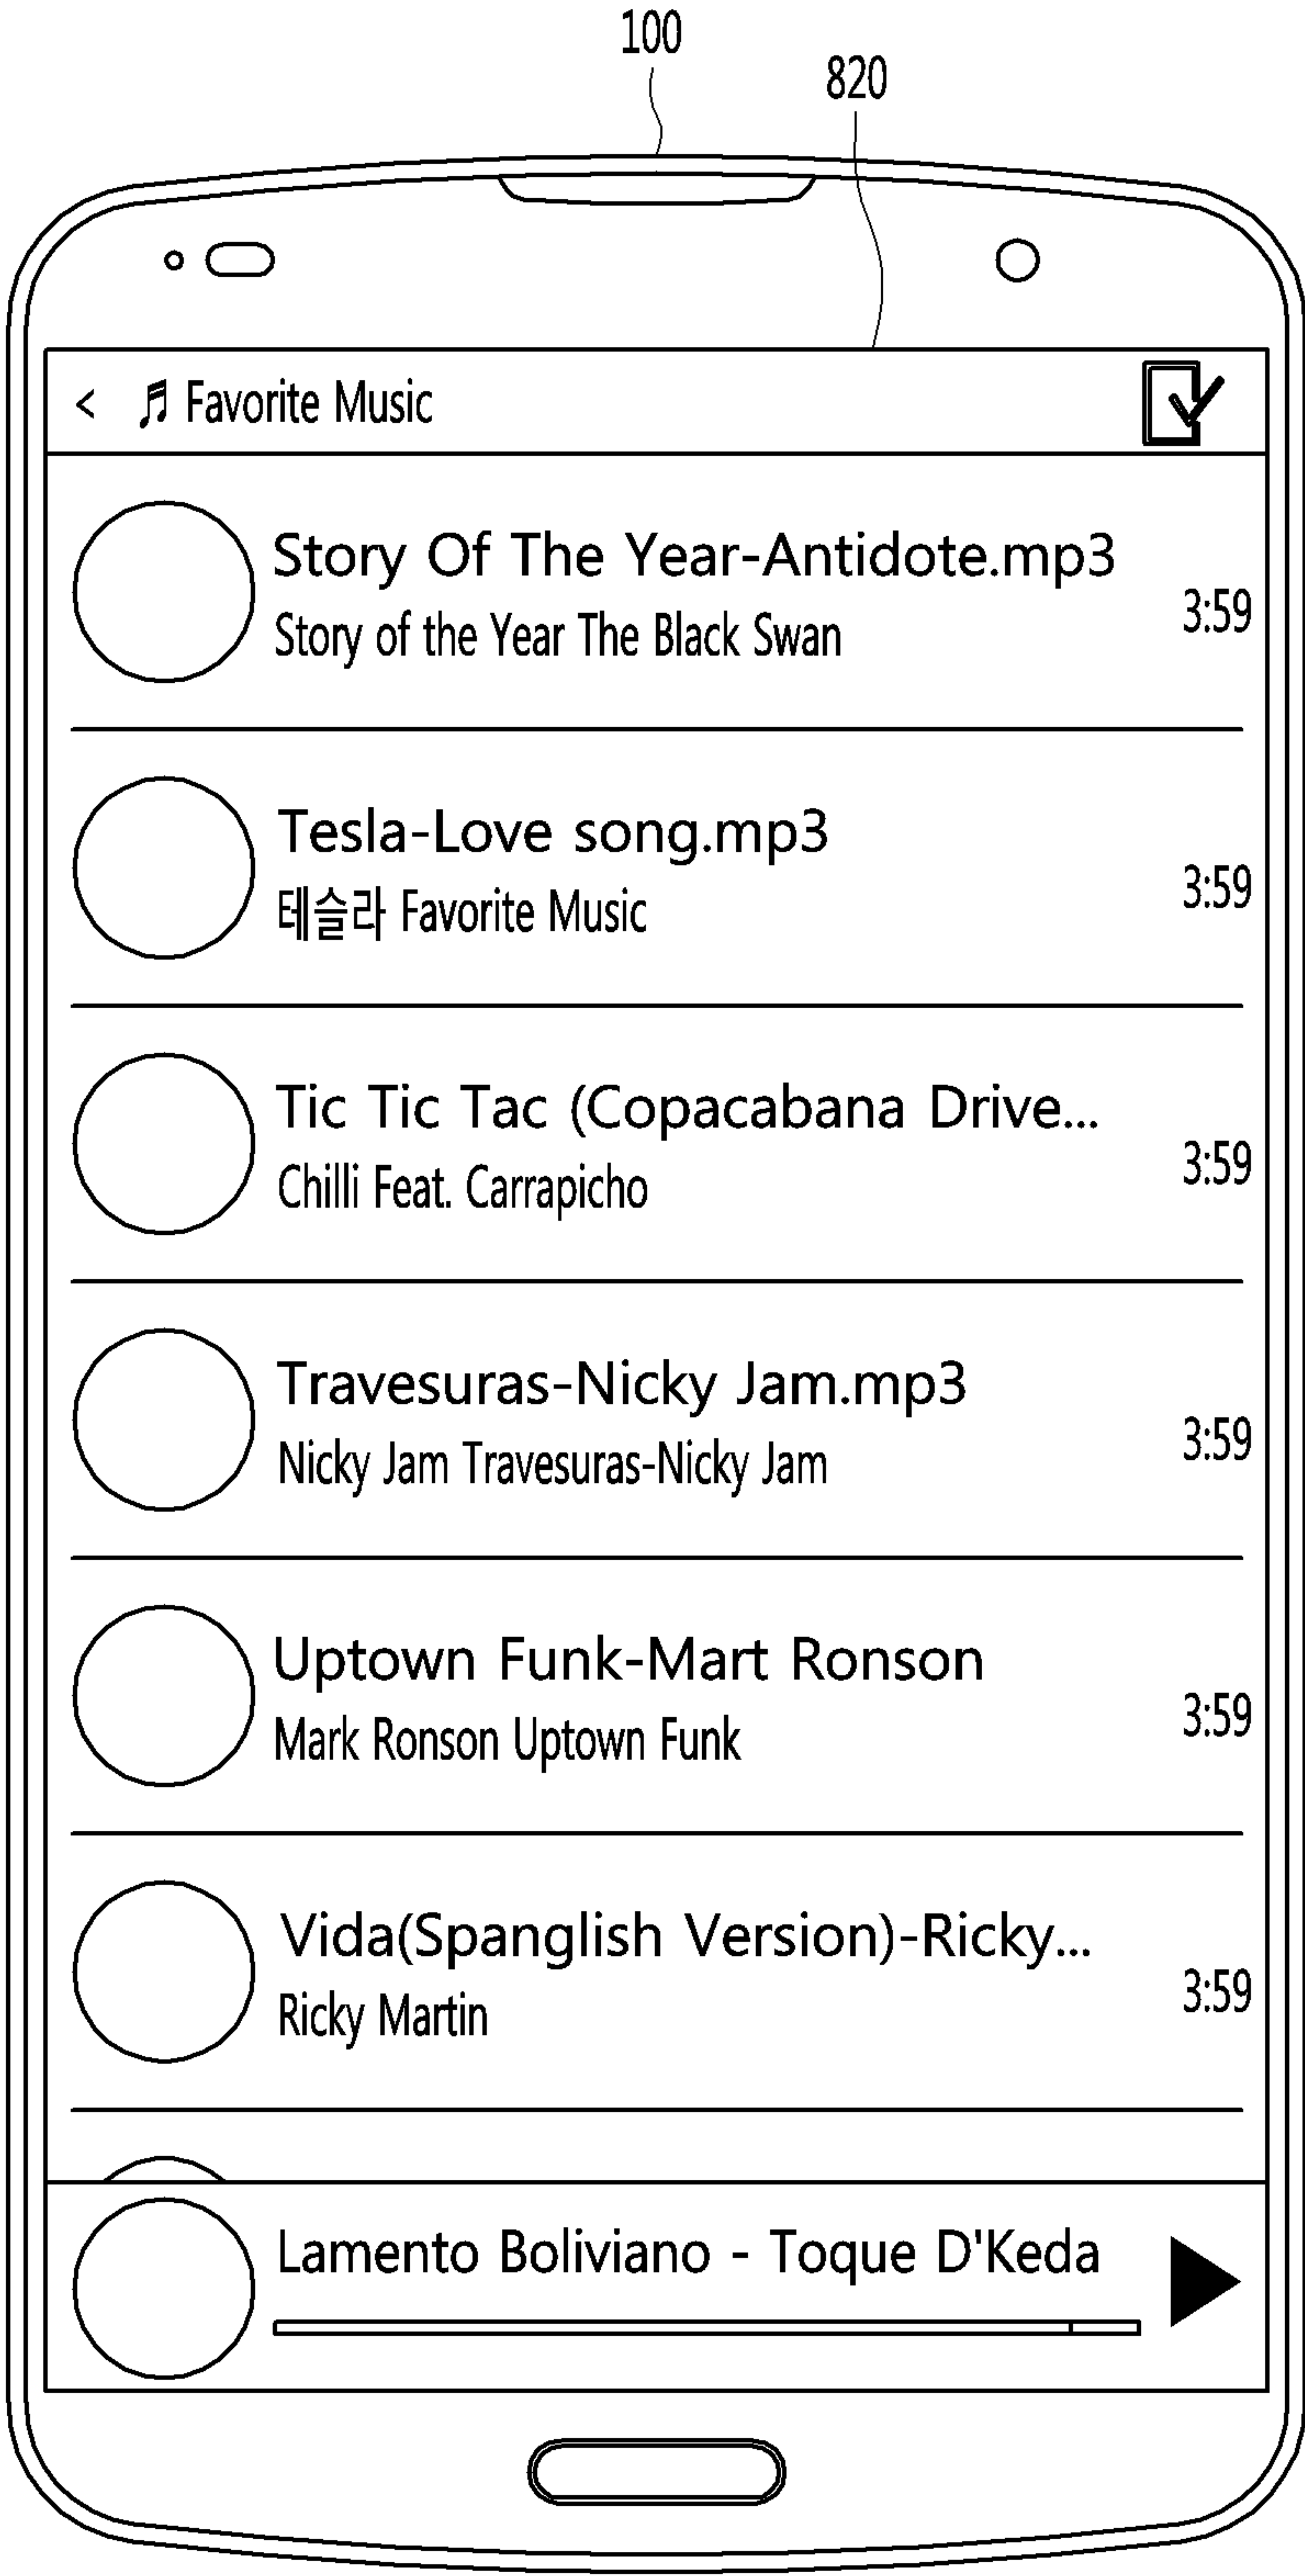 100
820
< ♬ Favorite Music
Story Of The Year-Antidote.mp3
Story of the Year The Black Swan
3:59
Tesla-Love song.mp3
테슬라 Favorite Music
3:59
Tic Tic Tac (Copacabana Drive...
Chilli Feat. Carrapicho
3:59
Travesuras-Nicky Jam.mp3
Nicky Jam Travesuras-Nicky Jam
3:59
Uptown Funk-Mart Ronson
Mark Ronson Uptown Funk
3:59
Vida(Spanglish Version)-Ricky...
Ricky Martin
3:59
Lamento Boliviano - Toque D'Keda